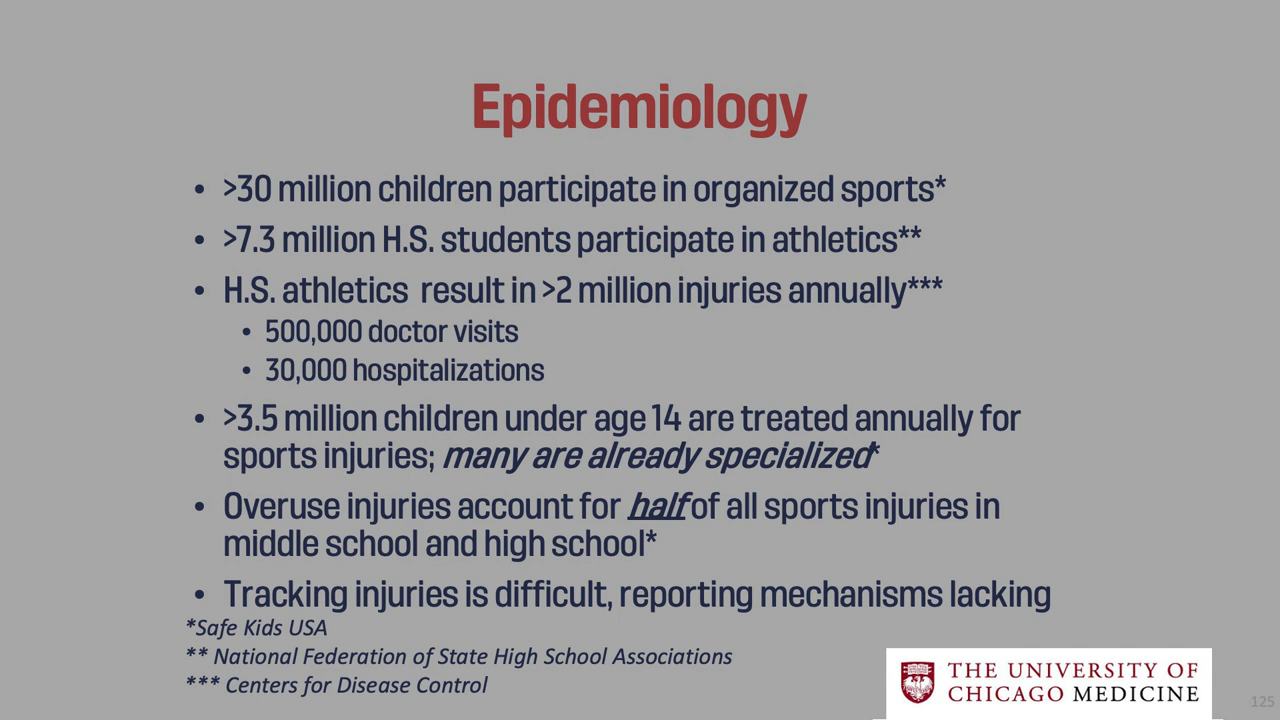 Epidemiology
• >30 million children participate in organized sports*
• >7.3 million H.S. students participate in athletics**
• H.S. athletics result in >2 million injuries annually***
• 500,000 doctor visits
• 30,000 hospitalizations
• >3.5 million children under age 14 are treated annually for
sports injuries; many are already specialized*
• Overuse injuries account for half of all sports injuries in
middle school and high school*
• Tracking injuries is difficult, reporting mechanisms lacking
*Safe Kids USA
** National Federation of State High School Associations
*** Centers for Disease Control
THE UNIVERSITY OF
CHICAGO MEDICINE
125